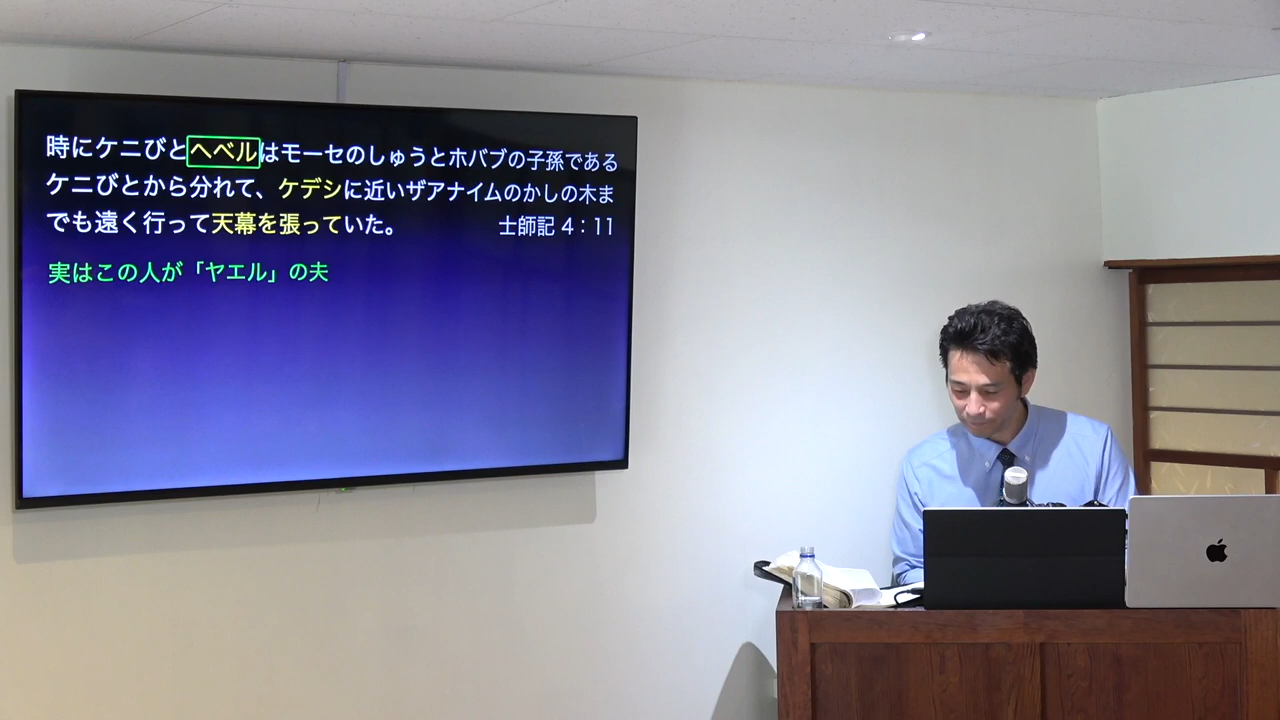 時にケニびとヘベルはモーセのしゅうとホバブの子孫である
ケニびとから分れて、ケデシに近いザアナイムのかしの木ま
でも遠く行って天幕を張っていた。 士師記 4：11
実はこの人が「ヤエル」の夫